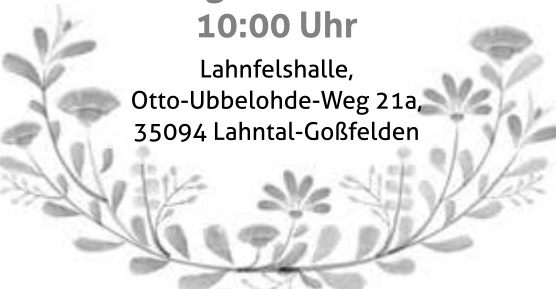 10:00 Uhr
Lahnfelshalle,
Otto-Ubbelohde-Weg 21a,
35094 Lahntal-Goßfelden